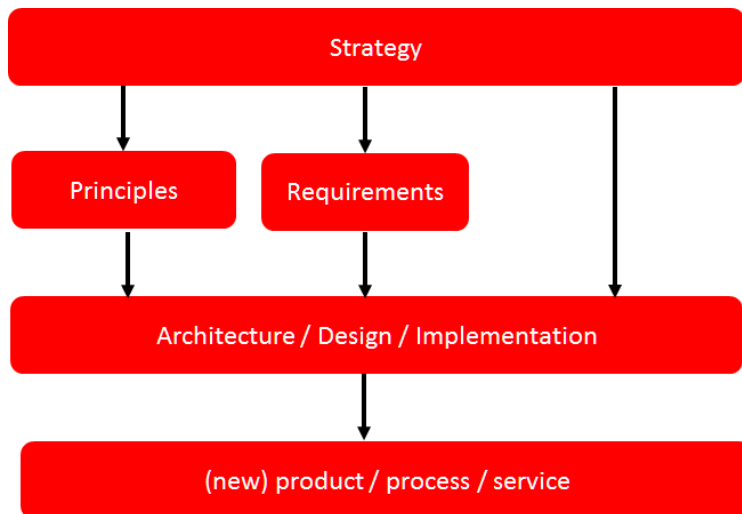 Strategy
Principles
Requirements
Architecture / Design / Implementation
(new) product / process / service